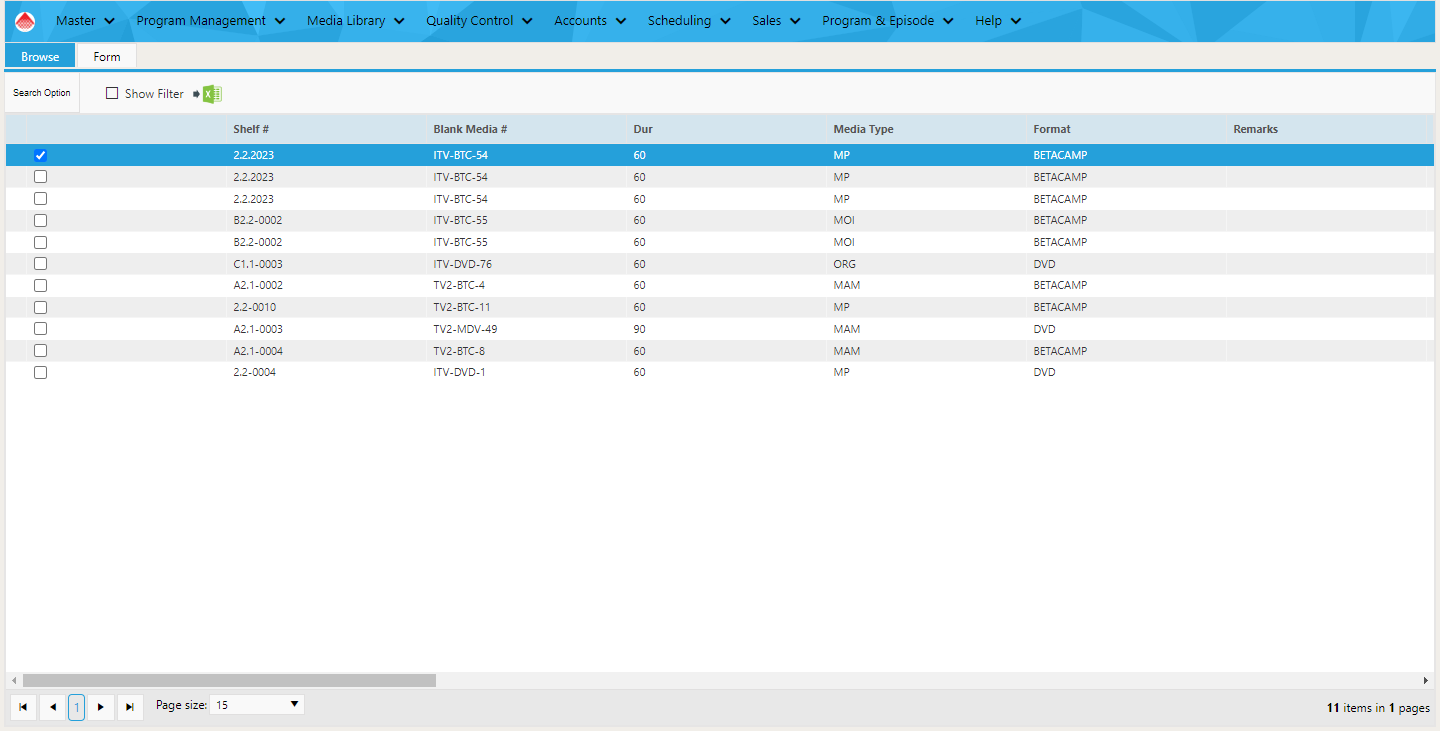 Master Program Management Media Library Quality Control Accounts Scheduling Sales Program & Episode Help
Browse Form
Search Option Show Filter
Shelf # Blank Media # Dur Media Type Format Remarks
2.2.2023 ITV-BTC-54 60 MP BETACAMP
2.2.2023 ITV-BTC-54 60 MP BETACAMP
2.2.2023 ITV-BTC-54 60 MP BETACAMP
B2.2-0002 ITV-BTC-55 60 MOI BETACAMP
B2.2-0002 ITV-BTC-55 60 MOI BETACAMP
C1.1-0003 ITV-DVD-76 60 ORG DVD
A2.1-0002 TV2-BTC-4 60 MAM BETACAMP
2.2-0010 TV2-BTC-11 60 MP BETACAMP
A2.1-0003 TV2-MDV-49 90 MAM DVD
A2.1-0004 TV2-BTC-8 60 MAM BETACAMP
2.2-0004 ITV-DVD-1 60 MP DVD
1 Page size: 15 11 items in 1 pages